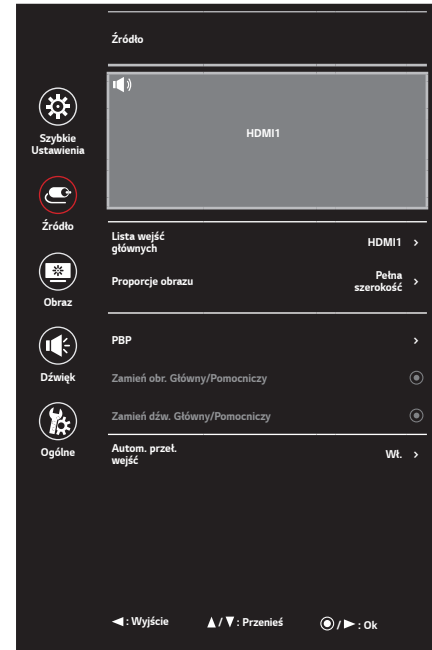 Źródło
HDMI1
Szybkie
Ustawienia
Źródło
Obraz
Dźwięk
Ogólne
Lista wejść
głównych
HDMI1 >
Proporcje obrazu
Pełna
szerokość >
PBP >
Zamień obr. Główny/Pomocniczy
Zamień dźw. Główny/Pomocniczy
Autom. przeł.
wejść
Wł. >
◄ : Wyjście ▲/▼ : Przenieś ◉/► : Ok